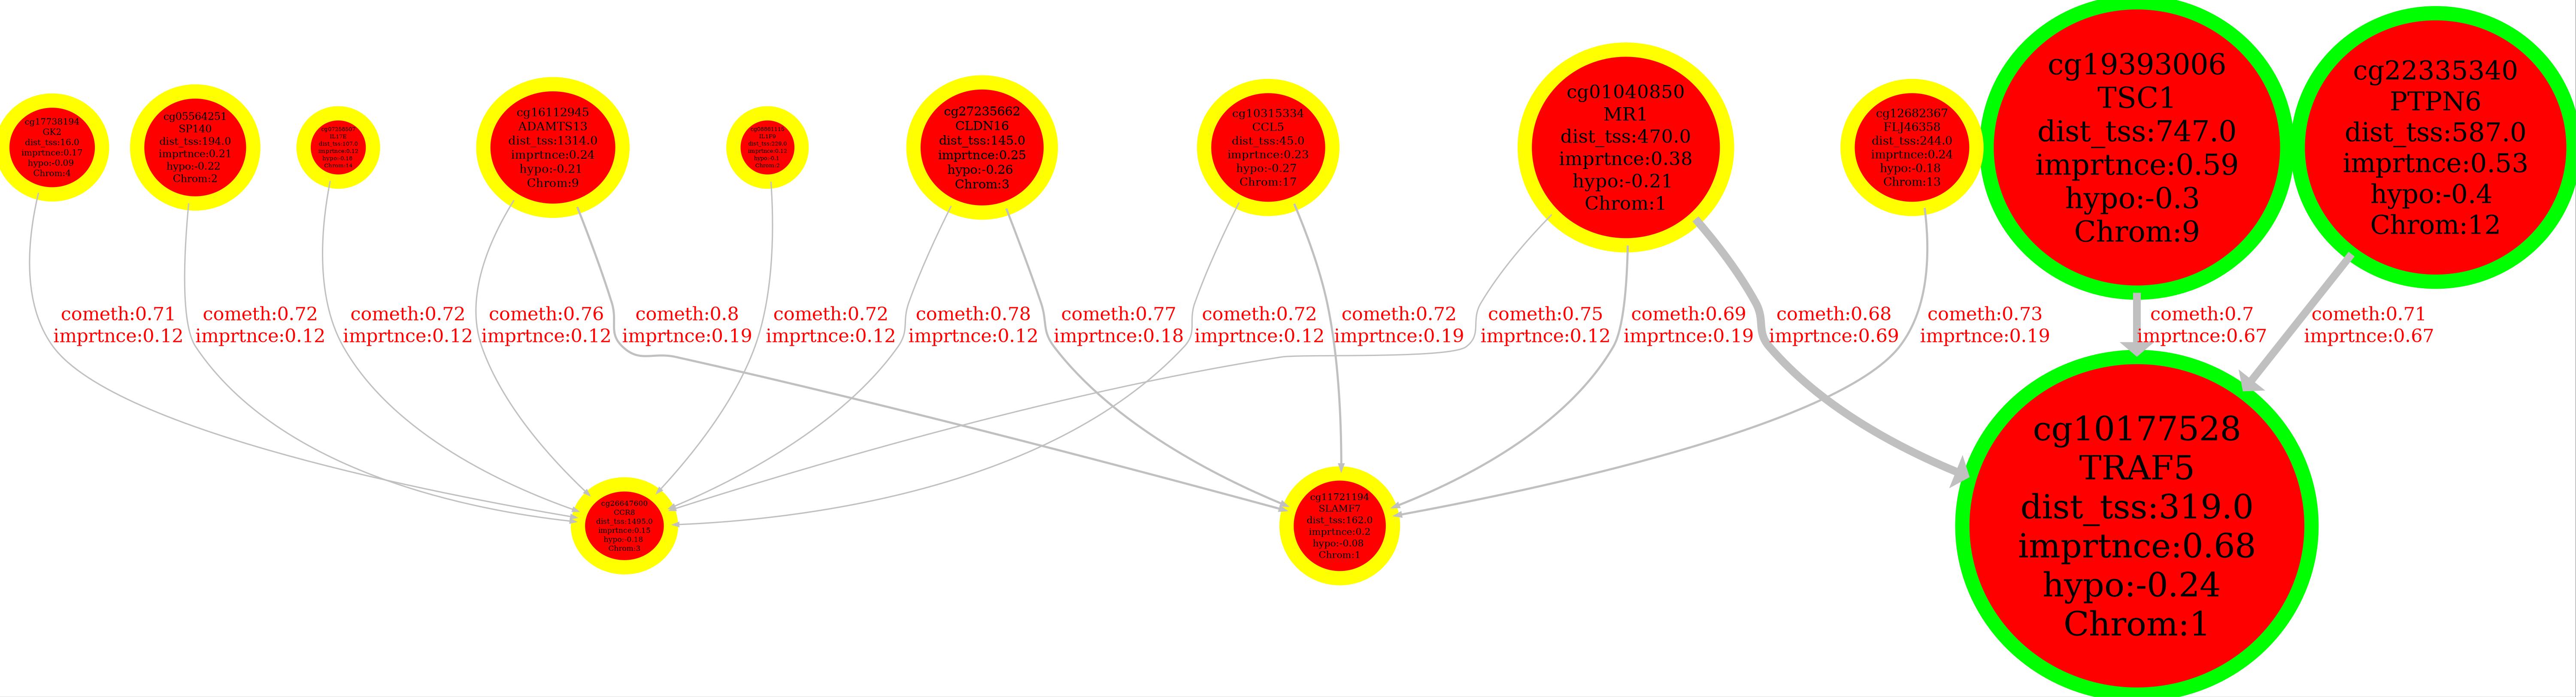 cg17738194
GK2
dist_tss:16.0
imprtnce:0.17
hypo:-0.09
Chrom:4
cg05564251
SP140
dist_tss:194.0
imprtnce:0.21
hypo:-0.22
Chrom:2
cg16112945
ADAMTS13
dist_tss:1314.0
imprtnce:0.24
hypo:-0.21
Chrom:9
cg27235662
CLDN16
dist_tss:145.0
imprtnce:0.25
hypo:-0.26
Chrom:3
cg10315334
CCL5
dist_tss:45.0
imprtnce:0.23
hypo:-0.27
Chrom:17
cg01040850
MR1
dist_tss:470.0
imprtnce:0.38
hypo:-0.21
Chrom:1
cg12682367
FLJ46358
dist_tss:244.0
imprtnce:0.24
hypo:-0.18
Chrom:13
cg19393006
TSC1
dist_tss:747.0
imprtnce:0.59
hypo:-0.3
Chrom:9
cg22335340
PTPN6
dist_tss:587.0
imprtnce:0.53
hypo:-0.4
Chrom:12
cometh:0.71
imprtnce:0.12
cometh:0.72
imprtnce:0.12
cometh:0.72
imprtnce:0.12
cometh:0.76
imprtnce:0.12
cometh:0.8
imprtnce:0.19
cometh:0.72
imprtnce:0.12
cometh:0.78
imprtnce:0.12
cometh:0.77
imprtnce:0.18
cometh:0.72
imprtnce:0.12
cometh:0.72
imprtnce:0.19
cometh:0.75
imprtnce:0.12
cometh:0.69
imprtnce:0.19
cometh:0.68
imprtnce:0.69
cometh:0.73
imprtnce:0.19
cometh:0.7
imprtnce:0.67
cometh:0.71
imprtnce:0.67
cg26847600
CCR8
dist_tss:1495.0
imprtnce:0.15
hypo:-0.18
Chrom:3
cg11721194
SLAMF7
dist_tss:162.0
imprtnce:0.2
hypo:-0.08
Chrom:1
cg10177528
TRAF5
dist_tss:319.0
imprtnce:0.68
hypo:-0.24
Chrom:1